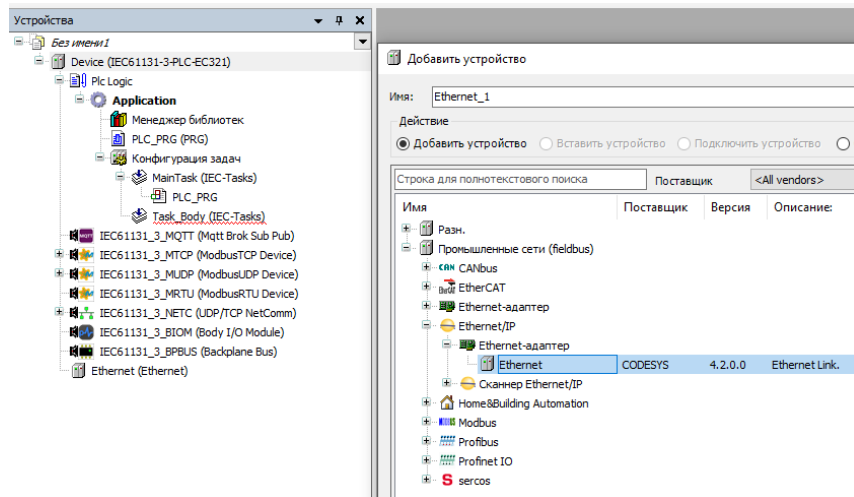 Устройства
Без имени1
Device (IEC61131-3-PLC-EC321)
Plc Logic
Application
Менеджер библиотек
PLC_PRG (PRG)
Конфигурация задач
MainTask (IEC-Tasks)
PLC_PRG
Task_Body (IEC-Tasks)
IEC61131_3_MQTT (Mqtt Brok Sub Pub)
IEC61131_3_MTCP (ModbusTCP Device)
IEC61131_3_MUDP (ModbusUDP Device)
IEC61131_3_MRTU (ModbusRTU Device)
IEC61131_3_NETC (UDP/TCP NetComm)
IEC61131_3_BIOM (Body I/O Module)
IEC61131_3_BPBUS (Backplane Bus)
Ethernet (Ethernet)
Добавить устройство
Имя: Ethernet_1
Действие
Добавить устройство Вставить устройство Подключить устройство
Строка для полнотекстового поиска Поставщик <All vendors>
Имя Поставщик Версия Описание:
Разн.
Промышленные сети (fieldbus)
CAN CANbus
EtherCAT
Ethernet-адаптер
Ethernet/IP
Ethernet-адаптер
Ethernet CODESYS 4.2.0.0 Ethernet Link.
Сканнер Ethernet/IP
Home&Building Automation
Modbus
Profibus
Profinet IO
sercos